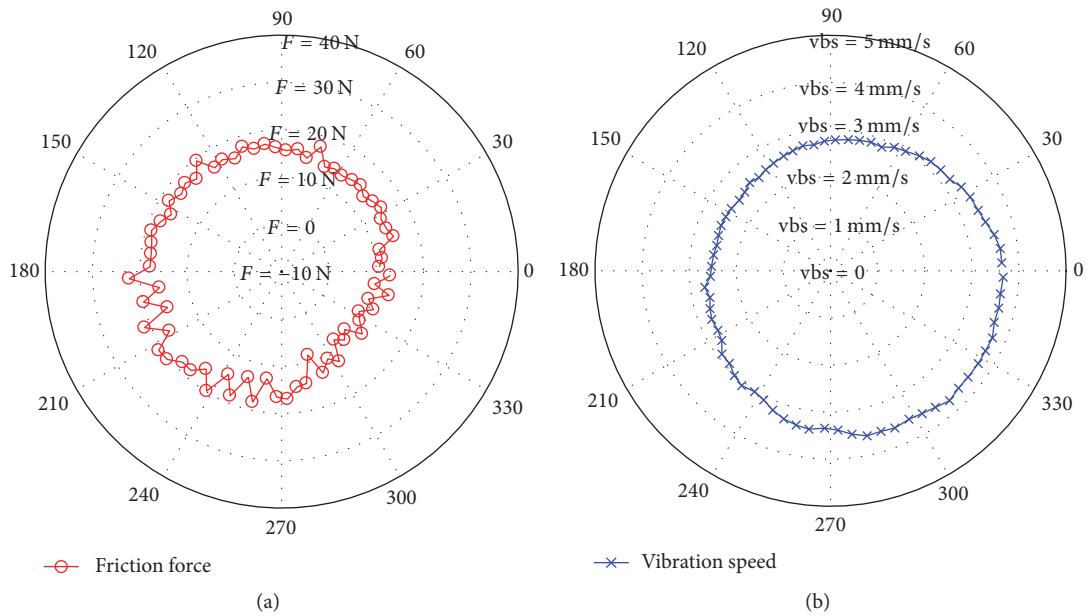 90
120
60
150
30
180
0
210
330
240
300
270
F = 40 N
F = 30 N
F = 20 N
F = 10 N
F = 0
F = −10 N
Friction force
(a)
90
120
60
150
30
180
0
210
330
240
300
270
vbs = 5 mm/s
vbs = 4 mm/s
vbs = 3 mm/s
vbs = 2 mm/s
vbs = 1 mm/s
vbs = 0
Vibration speed
(b)